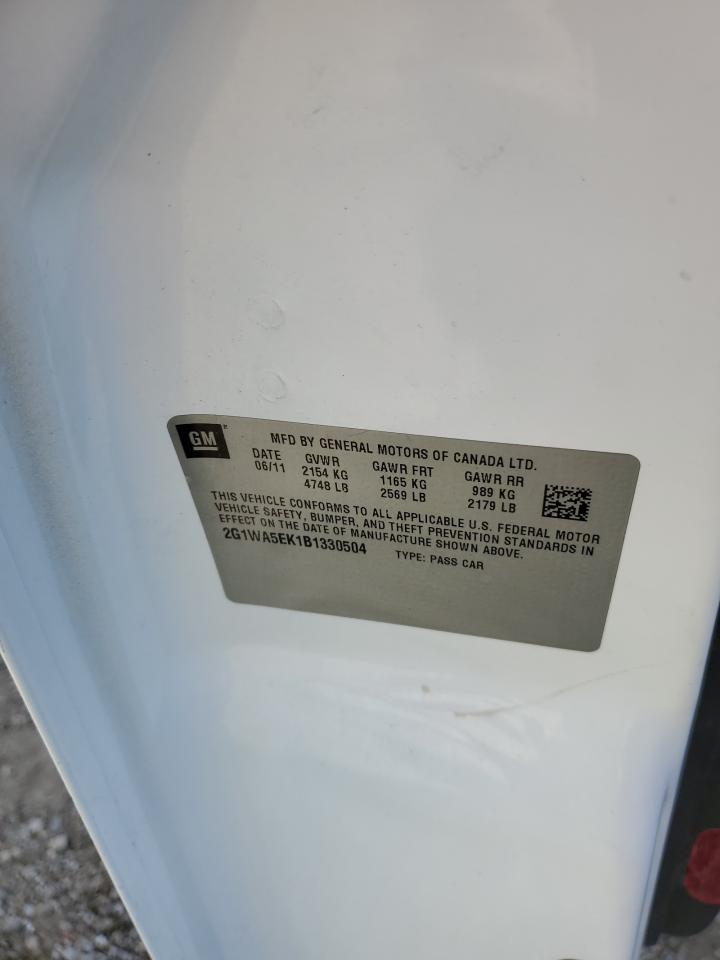 GM
MFD BY GENERAL MOTORS OF CANADA LTD.
DATE GVWR GAWR FRT GAWR RR
06/11 2154 KG 1165 KG 989 KG
4748 LB 2569 LB 2179 LB
THIS VEHICLE CONFORMS TO ALL APPLICABLE U.S. FEDERAL MOTOR
VEHICLE SAFETY, BUMPER, AND THEFT PREVENTION STANDARDS IN
EFFECT ON THE DATE OF MANUFACTURE SHOWN ABOVE.
2G1WA5EK1B1330504 TYPE: PASS CAR